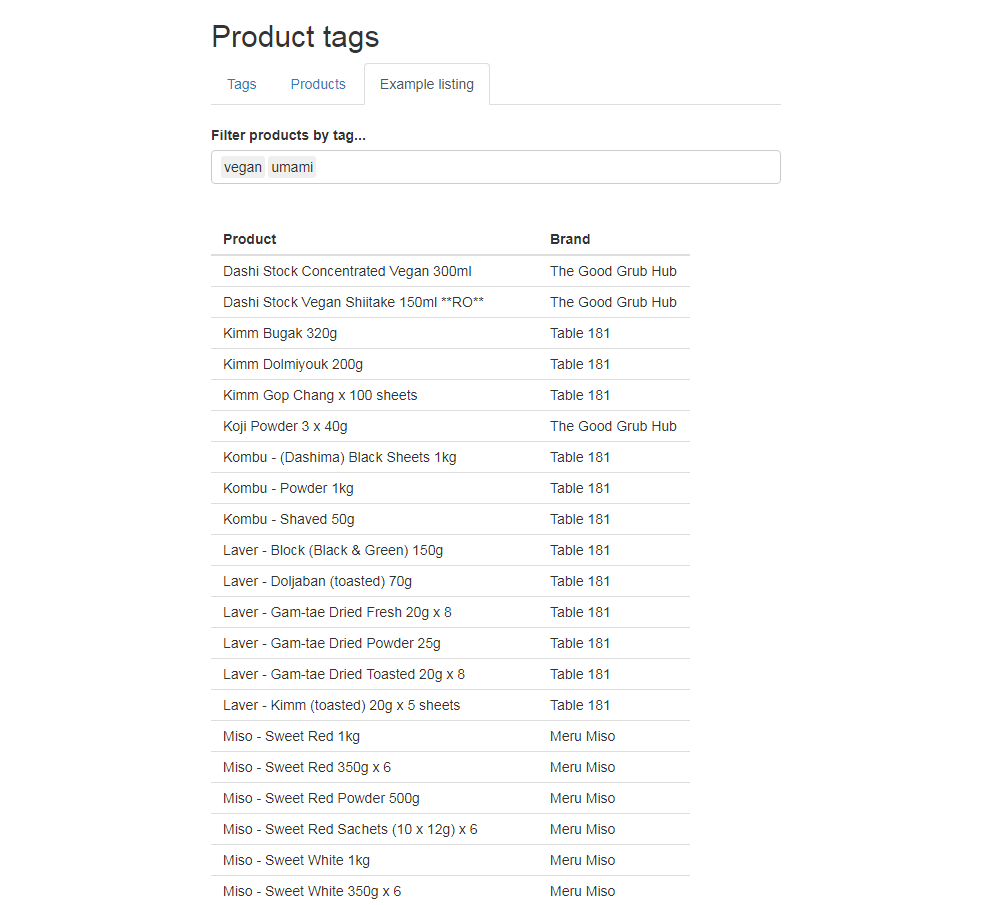 Product tags
Tags Products Example listing
Filter products by tag...
vegan umami
Product Brand
Dashi Stock Concentrated Vegan 300ml The Good Grub Hub
Dashi Stock Vegan Shiitake 150ml **RO** The Good Grub Hub
Kimm Bugak 320g Table 181
Kimm Dolmiyouk 200g Table 181
Kimm Gop Chang x 100 sheets Table 181
Koji Powder 3 x 40g The Good Grub Hub
Kombu - (Dashima) Black Sheets 1kg Table 181
Kombu - Powder 1kg Table 181
Kombu - Shaved 50g Table 181
Laver - Block (Black & Green) 150g Table 181
Laver - Doljaban (toasted) 70g Table 181
Laver - Gam-tae Dried Fresh 20g x 8 Table 181
Laver - Gam-tae Dried Powder 25g Table 181
Laver - Gam-tae Dried Toasted 20g x 8 Table 181
Laver - Kimm (toasted) 20g x 5 sheets Table 181
Miso - Sweet Red 1kg Meru Miso
Miso - Sweet Red 350g x 6 Meru Miso
Miso - Sweet Red Powder 500g Meru Miso
Miso - Sweet Red Sachets (10 x 12g) x 6 Meru Miso
Miso - Sweet White 1kg Meru Miso
Miso - Sweet White 350g x 6 Meru Miso